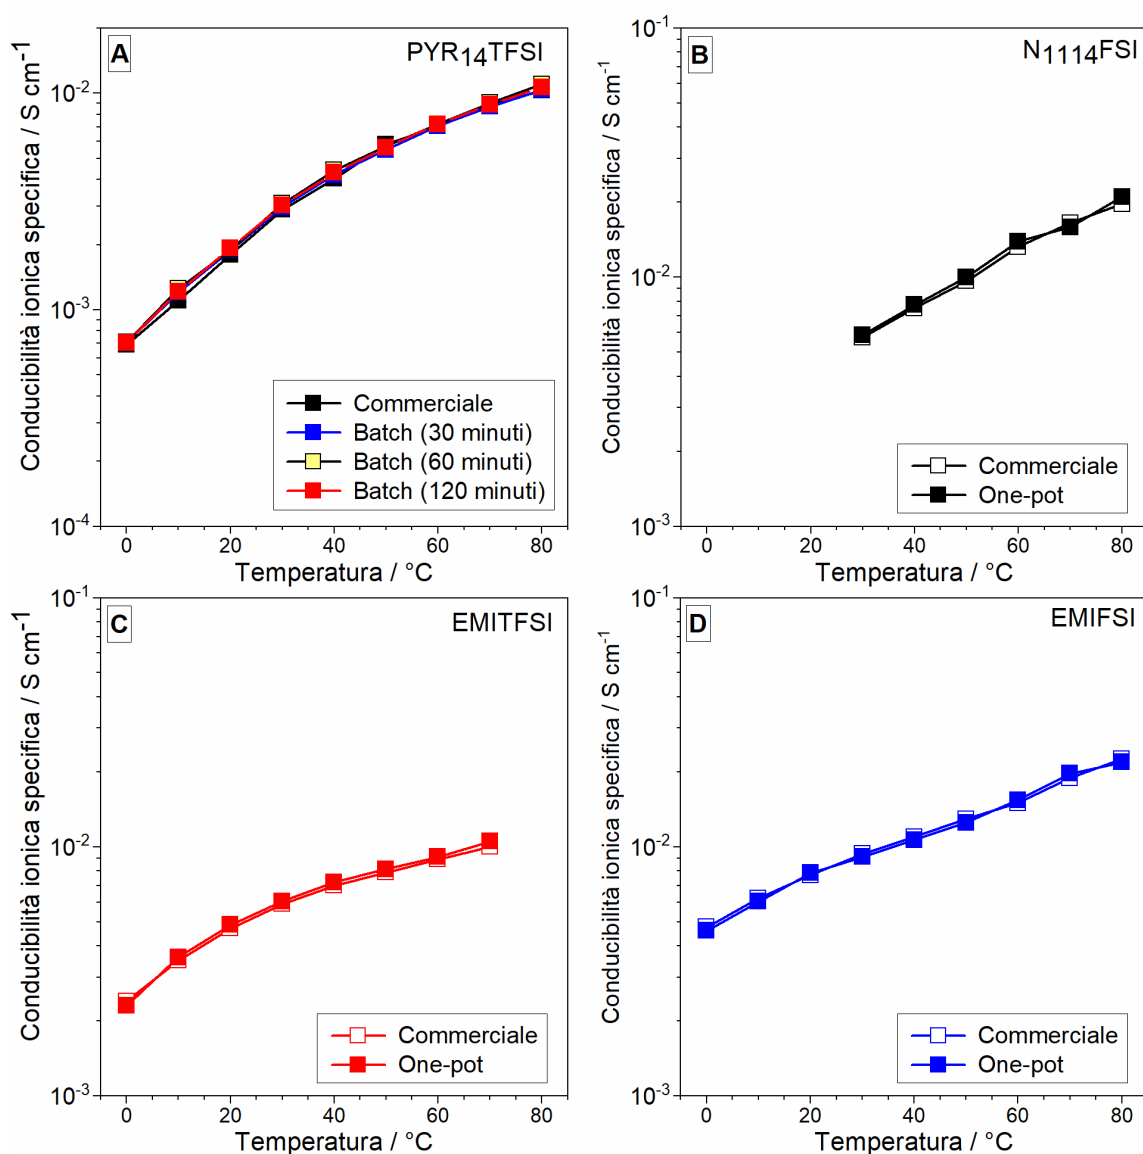 A
PYR₁₄TFSI
Conducibilità ionica specifica / S cm⁻¹
10⁻²
10⁻³
10⁻⁴
Commerciale
Batch (30 minuti)
Batch (60 minuti)
Batch (120 minuti)
0 20 40 60 80
Temperatura / °C
B
N₁₁₁₄FSI
Conducibilità ionica specifica / S cm⁻¹
10⁻¹
10⁻²
10⁻³
Commerciale
One-pot
0 20 40 60 80
Temperatura / °C
C
EMITFSI
Conducibilità ionica specifica / S cm⁻¹
10⁻¹
10⁻²
10⁻³
Commerciale
One-pot
0 20 40 60 80
Temperatura / °C
D
EMIFSI
Conducibilità ionica specifica / S cm⁻¹
10⁻¹
10⁻²
10⁻³
Commerciale
One-pot
0 20 40 60 80
Temperatura / °C